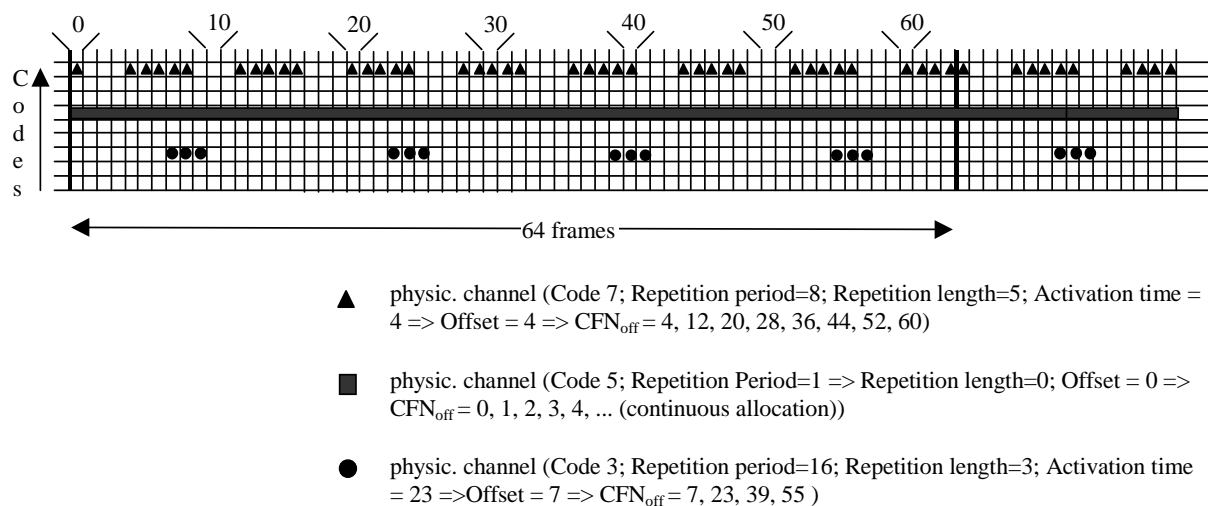 0 10 20 30 40 50 60
C
o
d
e
s
64 frames
physic. channel (Code 7; Repetition period=8; Repetition length=5; Activation time =
4 => Offset = 4 => CFNoff = 4, 12, 20, 28, 36, 44, 52, 60)
physic. channel (Code 5; Repetition Period=1 => Repetition length=0; Offset = 0 =>
CFNoff = 0, 1, 2, 3, 4, ... (continuous allocation))
physic. channel (Code 3; Repetition period=16; Repetition length=3; Activation time
= 23 =>Offset = 7 => CFNoff = 7, 23, 39, 55 )